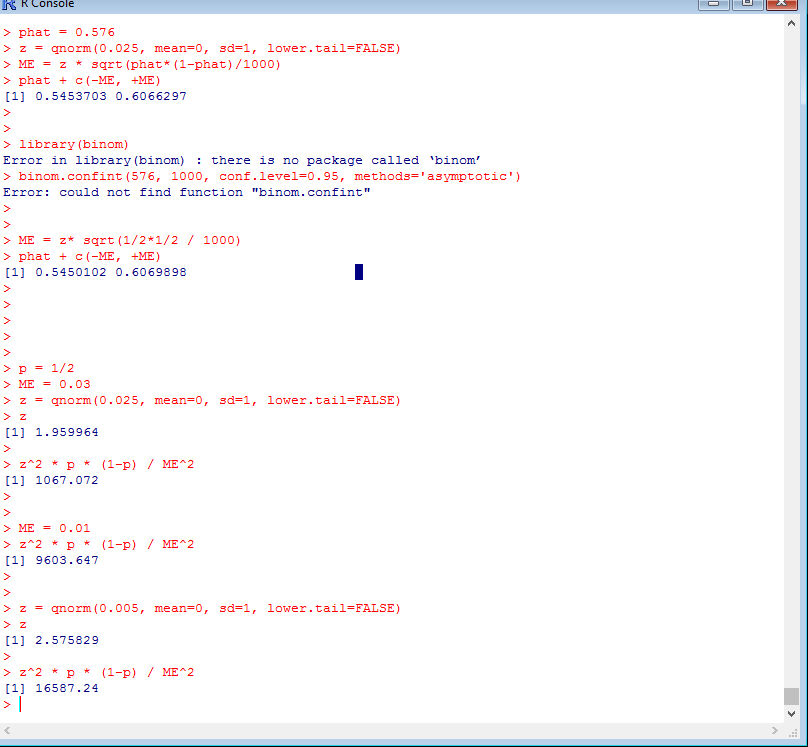 R Console
> phat = 0.576
> z = qnorm(0.025, mean=0, sd=1, lower.tail=FALSE)
> ME = z * sqrt(phat*(1-phat)/1000)
> phat + c(-ME, +ME)
[1] 0.5453703 0.6066297
>
>
> library(binom)
Error in library(binom) : there is no package called ‘binom’
> binom.confint(576, 1000, conf.level=0.95, methods='asymptotic')
Error: could not find function "binom.confint"
>
>
> ME = z* sqrt(1/2*1/2 / 1000)
> phat + c(-ME, +ME)
[1] 0.5450102 0.6069898
>
>
>
>
>
> p = 1/2
> ME = 0.03
> z = qnorm(0.025, mean=0, sd=1, lower.tail=FALSE)
> z
[1] 1.959964
>
> z^2 * p * (1-p) / ME^2
[1] 1067.072
>
>
> ME = 0.01
> z^2 * p * (1-p) / ME^2
[1] 9603.647
>
>
> z = qnorm(0.005, mean=0, sd=1, lower.tail=FALSE)
> z
[1] 2.575829
>
> z^2 * p * (1-p) / ME^2
[1] 16587.24
>